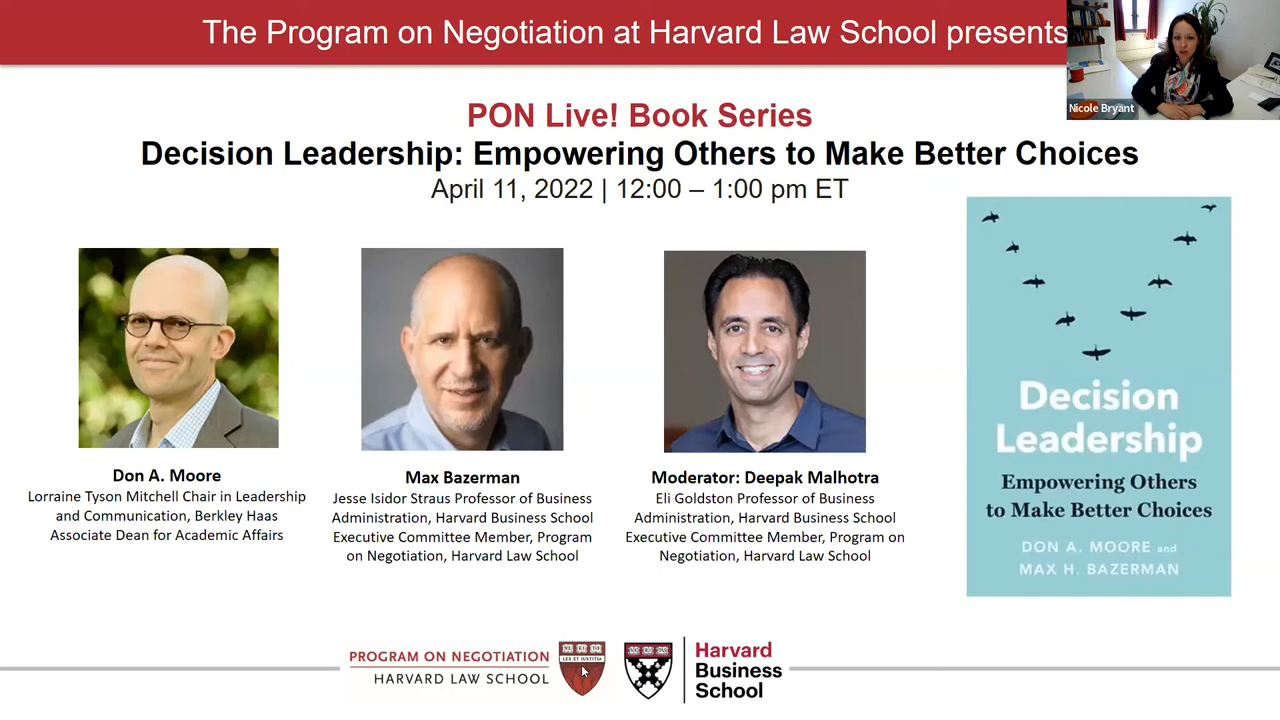 The Program on Negotiation at Harvard Law School presents
Nicole Bryant
PON Live! Book Series
Decision Leadership: Empowering Others to Make Better Choices
April 11, 2022 | 12:00 – 1:00 pm ET
Don A. Moore
Lorraine Tyson Mitchell Chair in Leadership
and Communication, Berkley Haas
Associate Dean for Academic Affairs
Max Bazerman
Jesse Isidor Straus Professor of Business
Administration, Harvard Business School
Executive Committee Member, Program
on Negotiation, Harvard Law School
Moderator: Deepak Malhotra
Eli Goldston Professor of Business
Administration, Harvard Business School
Executive Committee Member, Program on
Negotiation, Harvard Law School
Decision
Leadership
Empowering Others
to Make Better Choices
DON A. MOORE and
MAX H. BAZERMAN
PROGRAM ON NEGOTIATION
HARVARD LAW SCHOOL
LEX ET IUSTITIA
Harvard
Business
School